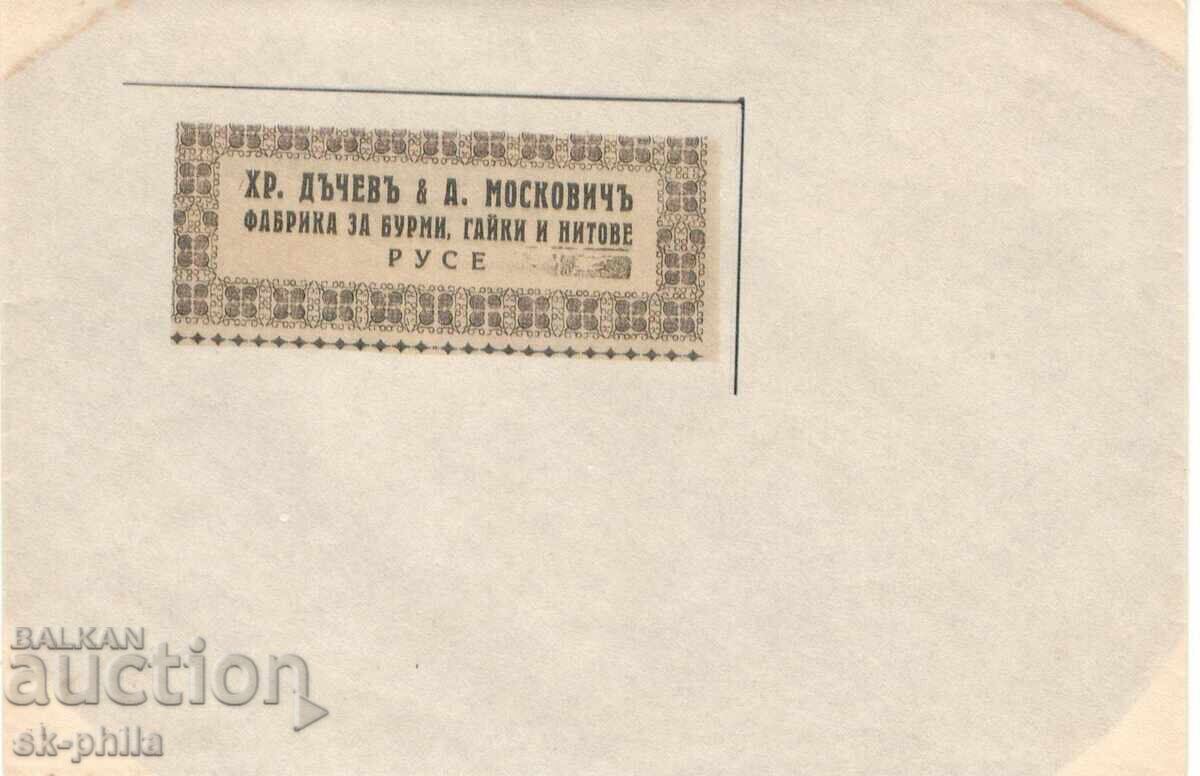 ХР. ДЪЧЕВЪ & А. МОСКОВИЧЪ
ФАБРИКА ЗА БУРМИ, ГАЙКИ И НИТОВЕ
РУСЕ
BALKAN
auction
sk-phila